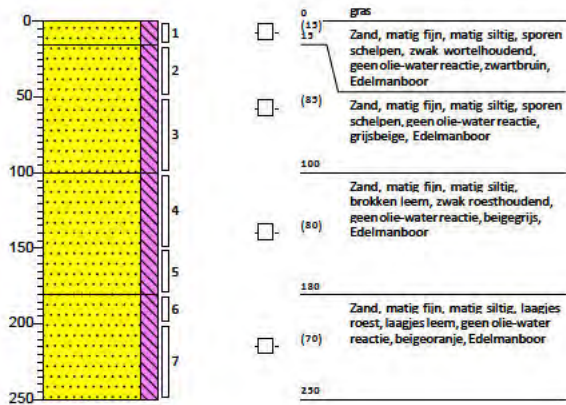 0
50
100
150
200
250
1
2
3
4
5
6
7
0
gras
(15)
15
Zand, matig fijn, matig siltig, sporen
schelpen, zwak wortelhoudend,
geen olie-water reactie, zwartbruin,
Edelmanboor
(85)
Zand, matig fijn, matig siltig, sporen
schelpen, geen olie-water reactie,
grijsbeige, Edelmanboor
100
Zand, matig fijn, matig siltig,
brokken leem, zwak roesthoudend,
geen olie-water reactie, beigegrijs,
Edelmanboor
(80)
180
Zand, matig fijn, matig siltig, laagjes
roest, laagjes leem, geen olie-water
reactie, beigeoranje, Edelmanboor
(70)
250